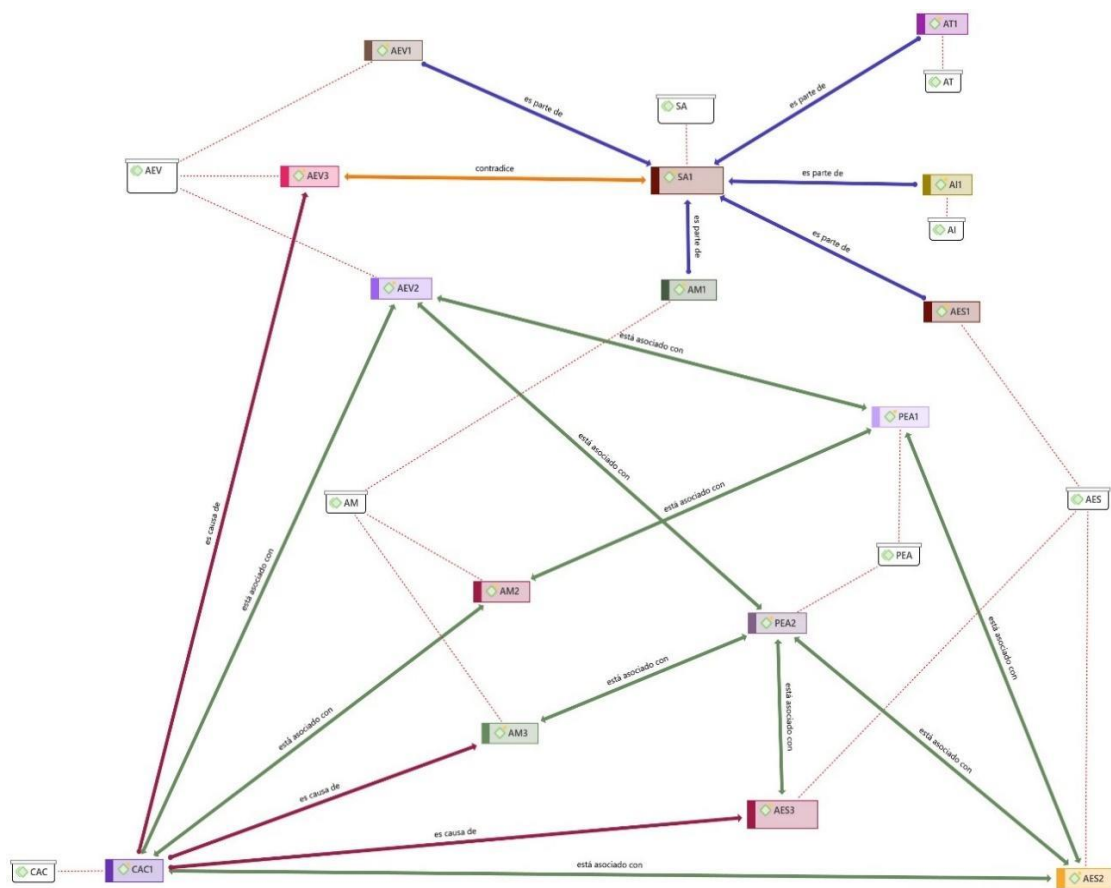 AT1
AEV1
AT
es parte de
es parte de
SA
AEV
AEV3
contradice
SA1
es parte de
AI1
AI
es parte de
es parte de
AEV2
AM1
AES1
está asociado con
PEA1
está asociado con
es causa de
AM
está asociado con
AES
PEA
está asociado con
AM2
PEA2
está asociado con
está asociado con
está asociado con
está asociado con
AM3
está asociado con
es causa de
AES3
es causa de
CAC
CAC1
está asociado con
AES2